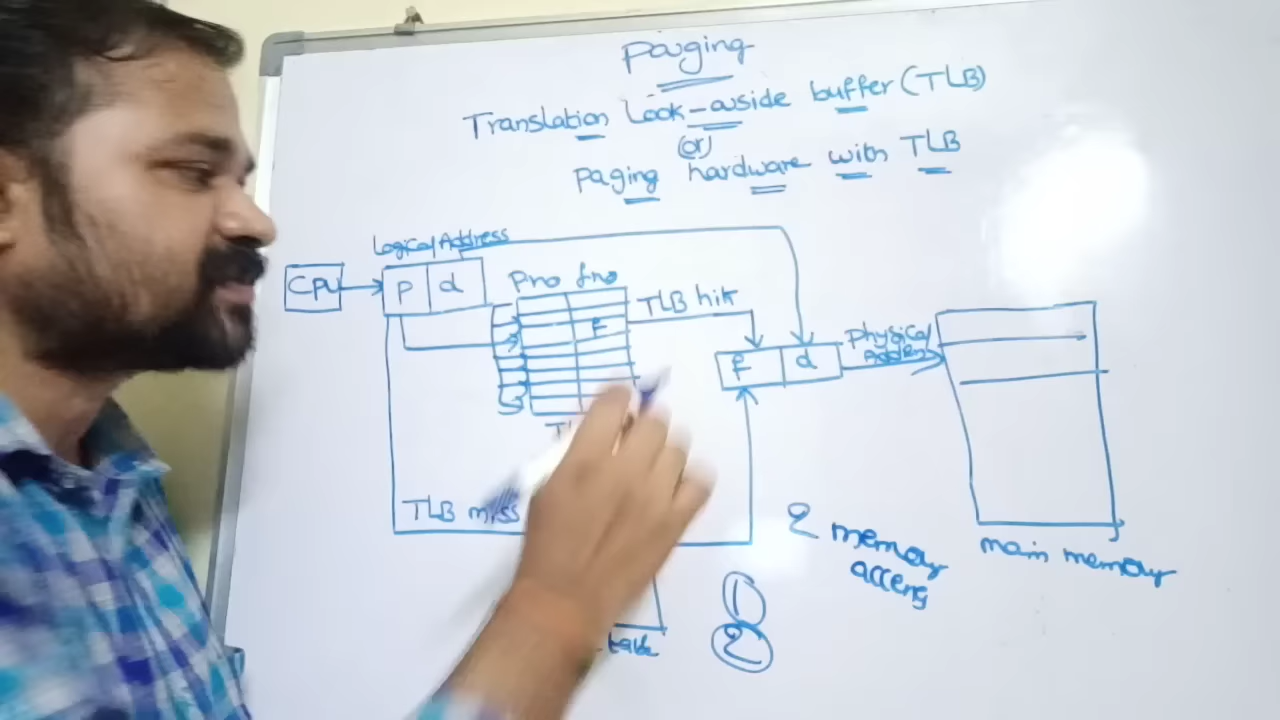 Paging
Translation Look-aside buffer (TLB)
(or)
Paging hardware with TLB
Logical Address
CPU
p d
Pno fno
f
TLB hit
f d
Physical
TLB miss
2 memory
access
main memory
1
2
table